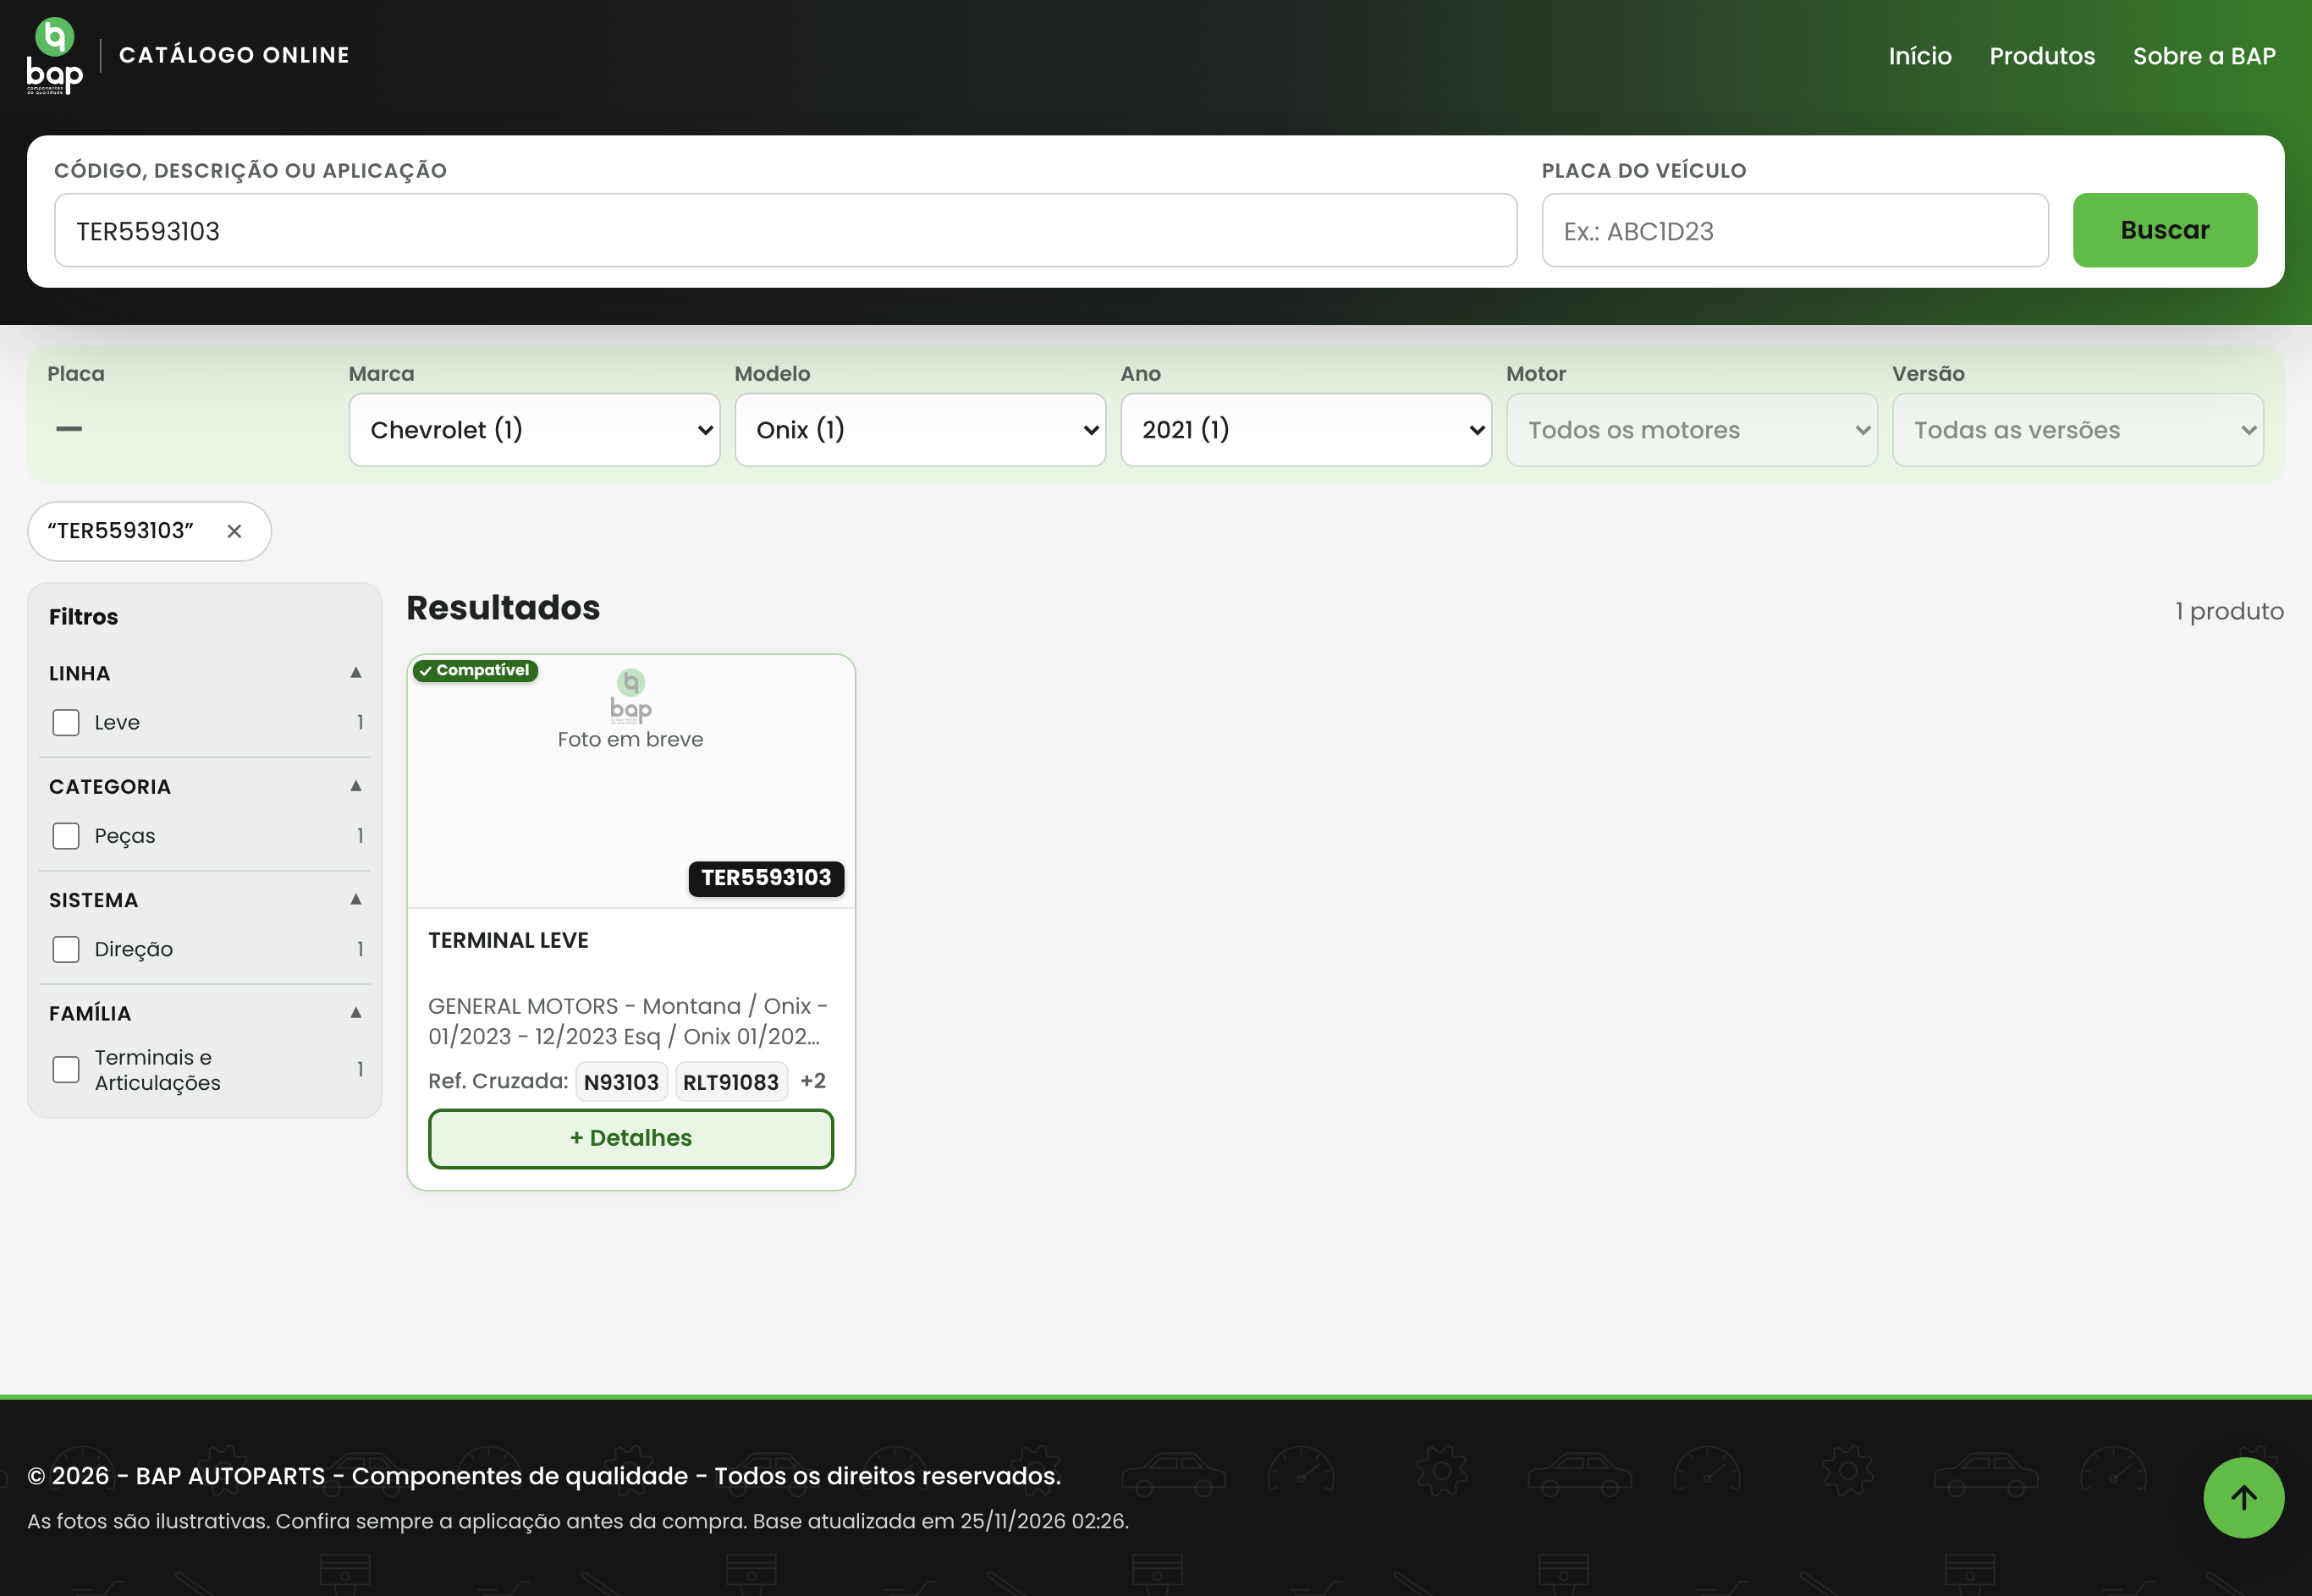 bap
componentes
de qualidade
CATÁLOGO ONLINE
Início
Produtos
Sobre a BAP
CÓDIGO, DESCRIÇÃO OU APLICAÇÃO
PLACA DO VEÍCULO
TER5593103
Ex.: ABC1D23
Buscar
Placa
Marca
Modelo
Ano
Motor
Versão
—
Chevrolet (1)
Onix (1)
2021 (1)
Todos os motores
Todas as versões
“TER5593103” ×
Filtros
LINHA
Leve 1
CATEGORIA
Peças 1
SISTEMA
Direção 1
FAMÍLIA
Terminais e
Articulações
1
Resultados
1 produto
Compatível
bap
Foto em breve
TER5593103
TERMINAL LEVE
GENERAL MOTORS - Montana / Onix -
01/2023 - 12/2023 Esq / Onix 01/202...
Ref. Cruzada: N93103 RLT91083 +2
+ Detalhes
© 2026 - BAP AUTOPARTS - Componentes de qualidade - Todos os direitos reservados.
As fotos são ilustrativas. Confira sempre a aplicação antes da compra. Base atualizada em 25/11/2026 02:26.